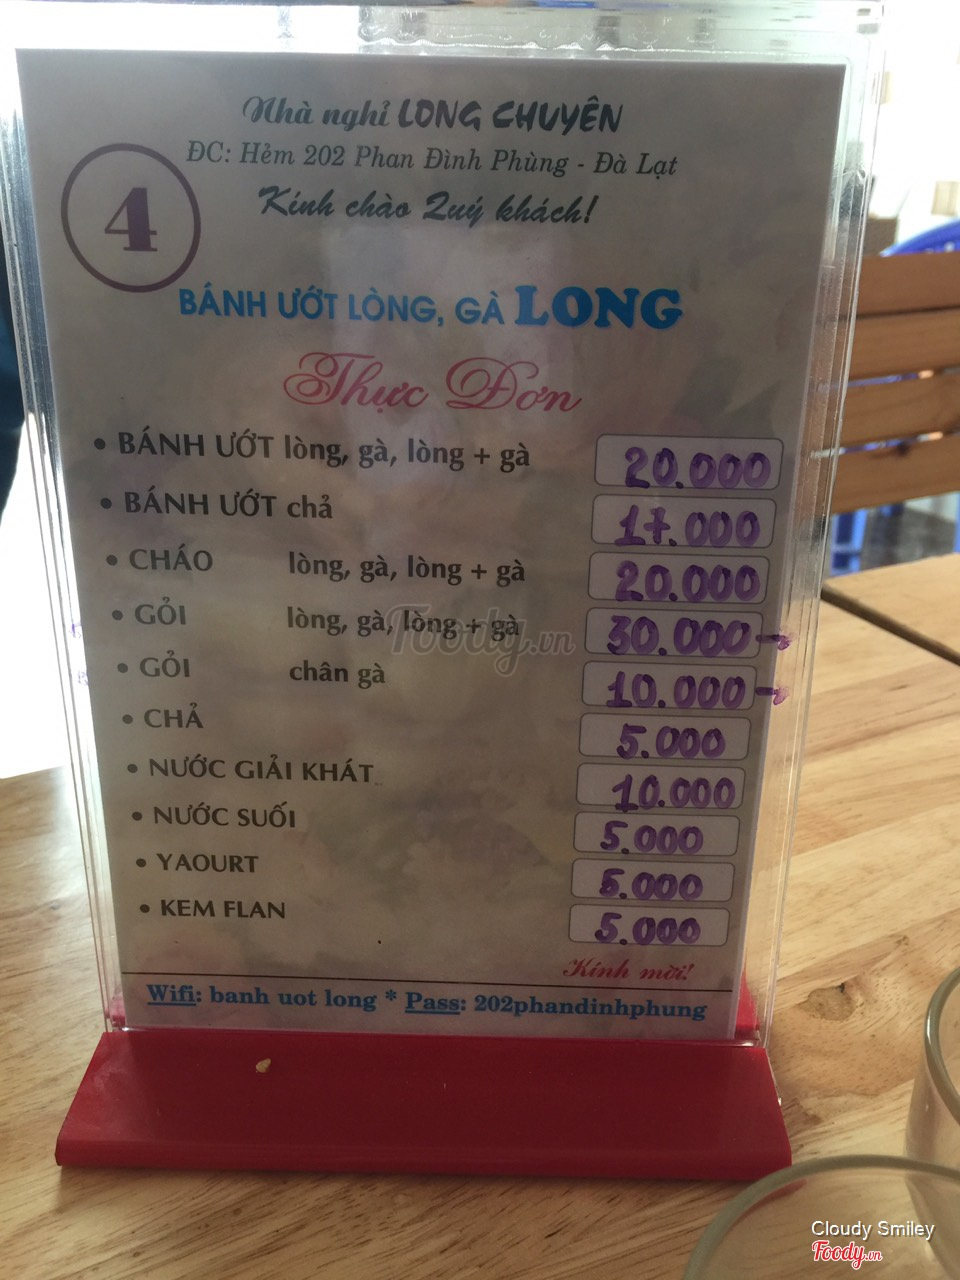 Nhà nghỉ LONG CHUYÊN
ĐC: Hẻm 202 Phan Đình Phùng - Đà Lạt
4
Kính chào Quý khách!
BÁNH ƯỚT LÒNG, GÀ LONG
Thực Đơn
• BÁNH ƯỚT lòng, gà, lòng + gà 20.000
• BÁNH ƯỚT chả 17.000
• CHÁO lòng, gà, lòng + gà 20.000
• GỎI lòng, gà, lòng + gà 30.000-
• GỎI chân gà 10.000-
• CHẢ 5.000
• NƯỚC GIẢI KHÁT 10.000
• NƯỚC SUỐI 5.000
• YAOURT 5.000
• KEM FLAN 5.000
Kính mời!
Wifi: banh uot long * Pass: 202phandinhphung
Foody.vn
Cloudy Smiley
Foody.vn